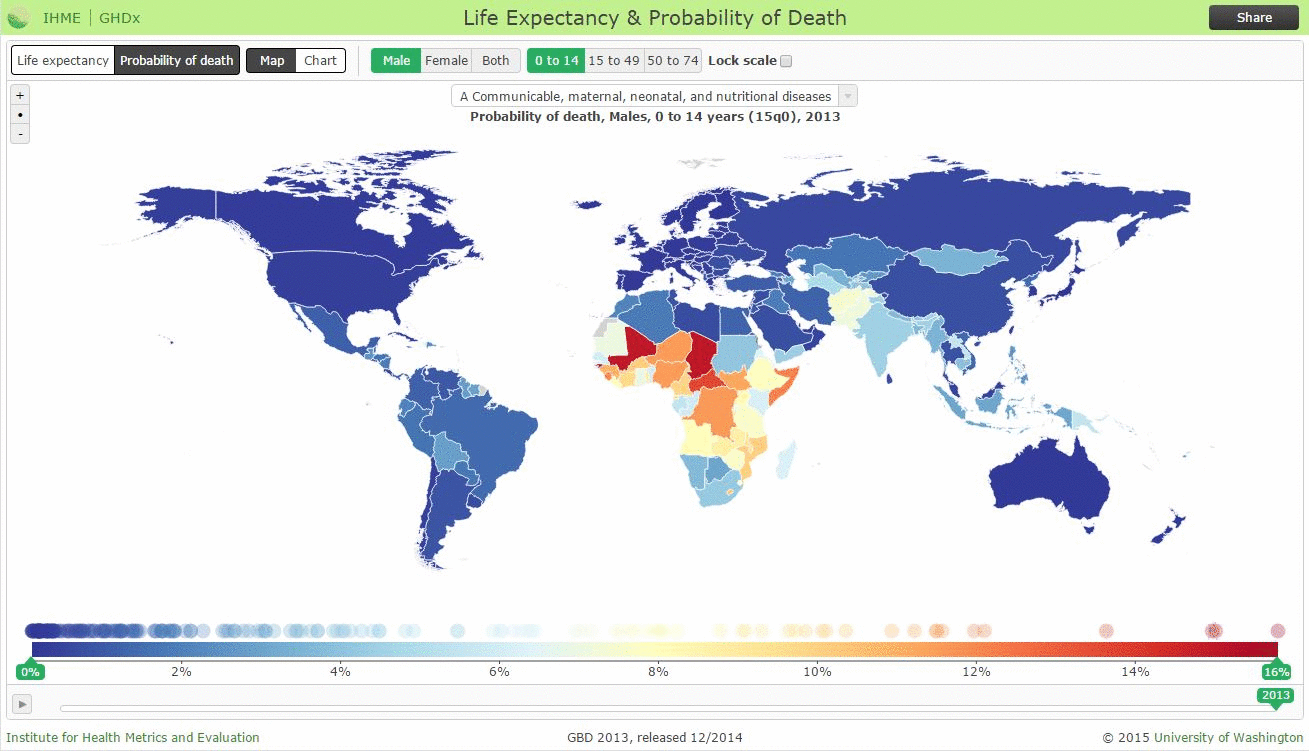 IHME | GHDx
Life Expectancy & Probability of Death
Share
Life expectancy Probability of death Map Chart Male Female Both 0 to 14 15 to 49 50 to 74 Lock scale
+
•
-
A Communicable, maternal, neonatal, and nutritional diseases
Probability of death, Males, 0 to 14 years (15q0), 2013
0% 2% 4% 6% 8% 10% 12% 14% 16%
2013
Institute for Health Metrics and Evaluation
GBD 2013, released 12/2014
© 2015 University of Washington